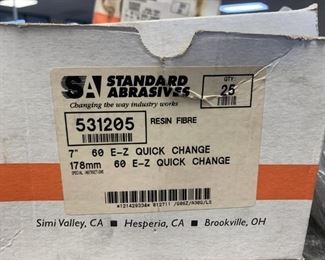 SA STANDARD ABRASIVES
Changing the way industry works
QTY.
25
531205 RESIN FIBRE
7" 60 E-Z QUICK CHANGE
178mm 60 E-Z QUICK CHANGE
SPECIAL INSTRUCTIONS
Simi Valley, CA ■ Hesperia, CA ■ Brookville, OH